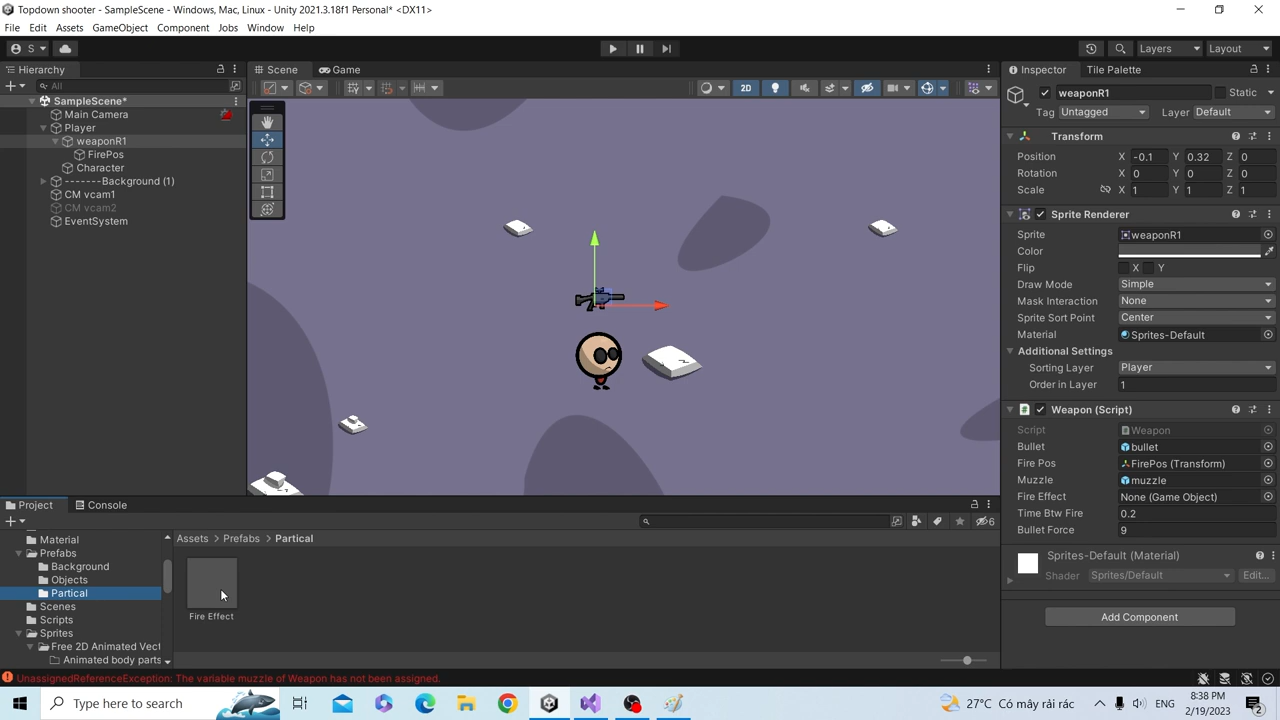 Topdown shooter - SampleScene - Windows, Mac, Linux - Unity 2021.3.18f1 Personal* <DX11>
File Edit Assets GameObject Component Jobs Window Help
S Layers Layout
Hierarchy Scene Game Inspector Tile Palette
All 2D
SampleScene*
Main Camera
Player
weaponR1
FirePos
Character
-------Background (1)
CM vcam1
CM vcam2
EventSystem
weaponR1 Static
Tag Untagged Layer Default
Transform
Position X -0.1 Y 0.32 Z 0
Rotation X 0 Y 0 Z 0
Scale X 1 Y 1 Z 1
Sprite Renderer
Sprite weaponR1
Color
Flip X Y
Draw Mode Simple
Mask Interaction None
Sprite Sort Point Center
Material Sprites-Default
Additional Settings
Sorting Layer Player
Order in Layer 1
Weapon (Script)
Script Weapon
Bullet bullet
Fire Pos FirePos (Transform)
Muzzle muzzle
Fire Effect None (Game Object)
Time Btw Fire 0.2
Bullet Force 9
Sprites-Default (Material)
Shader Sprites/Default Edit...
Add Component
Project Console
6
Material
Prefabs
Background
Objects
Partical
Scenes
Scripts
Sprites
Free 2D Animated Vect
Animated body parts
Assets > Prefabs > Partical
Fire Effect
UnassignedReferenceException: The variable muzzle of Weapon has not been assigned.
Type here to search
27°C Có mây rải rác
ENG
8:38 PM
2/19/2023
2